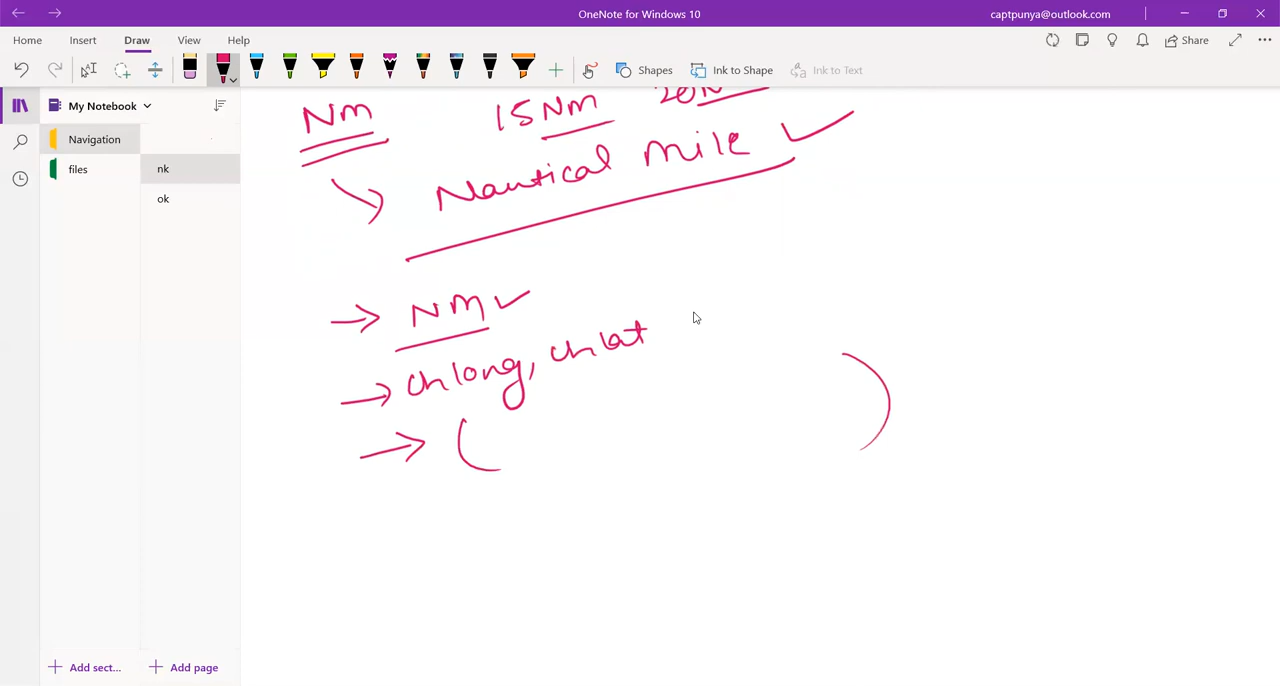 OneNote for Windows 10
captpunya@outlook.com
Home Insert Draw View Help
Share
Shapes Ink to Shape Ink to Text
My Notebook
Navigation
files
nk
ok
Nm 15Nm 20N
Nautical Mile
NM
chlong, chlat
(
)
Add sect... Add page